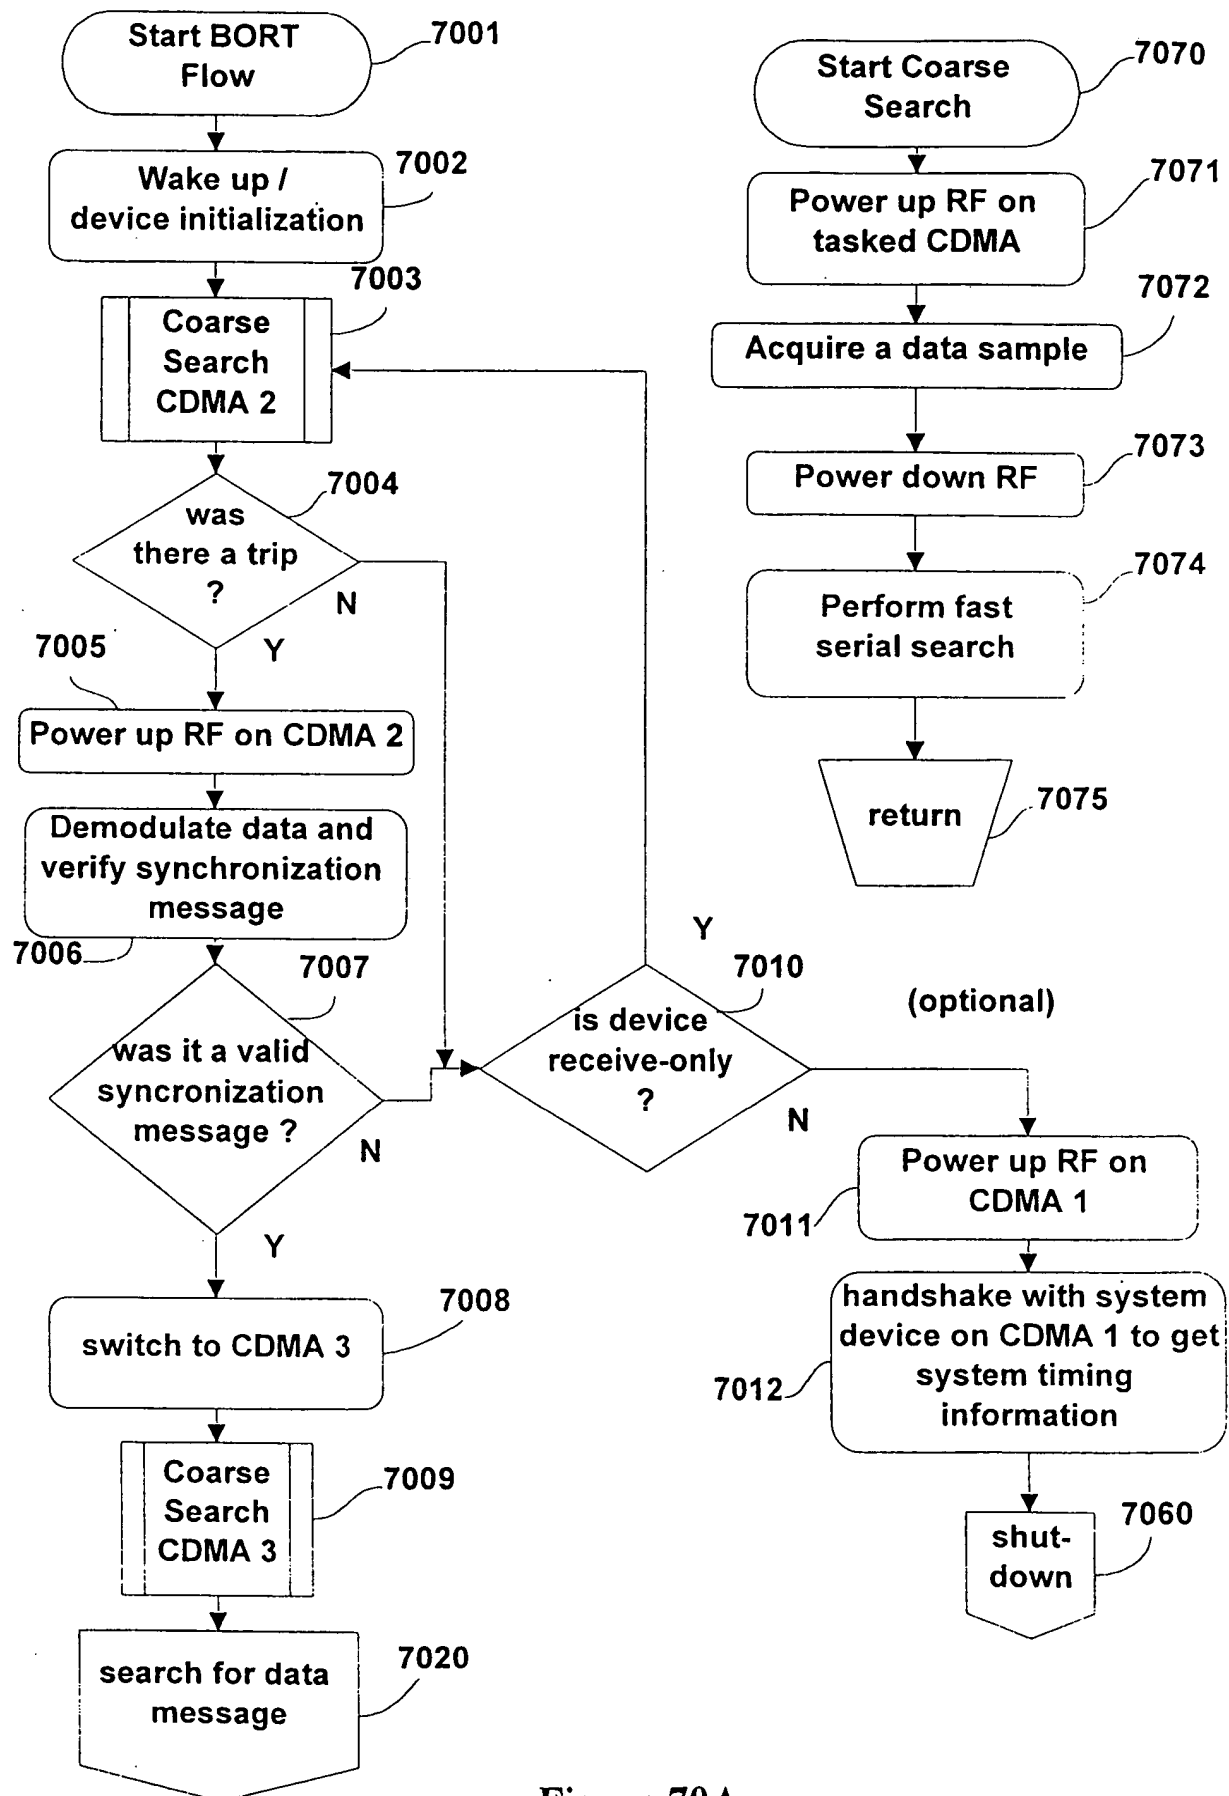 Start BORT
Flow
7001
Wake up /
device initialization
7002
7003
Coarse
Search
CDMA 2
7004
was
there a trip
?
N
Y
7005
Power up RF on CDMA 2
Demodulate data and
verify synchronization
message
7006
7007
was it a valid
syncronization
message ?
N
Y
7008
switch to CDMA 3
Coarse
Search
CDMA 3
7009
search for data
message
7020
Y
7010
is device
receive-only
?
N
(optional)
Power up RF on
CDMA 1
7011
handshake with system
device on CDMA 1 to get
system timing
information
7012
7060
shut-
down
Start Coarse
Search
7070
Power up RF on
tasked CDMA
7071
7072
Acquire a data sample
7073
Power down RF
7074
Perform fast
serial search
return
7075
Figure 70A